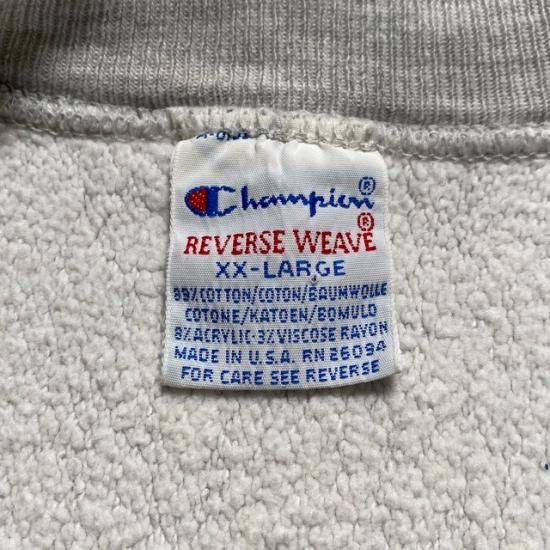 Champion®
REVERSE WEAVE®
XX-LARGE
89% COTTON/COTON/BAUMWOLLE
COTONE/KATOEN/BOMULD
8% ACRYLIC-3% VISCOSE RAYON
MADE IN U.S.A. RN 26094
FOR CARE SEE REVERSE